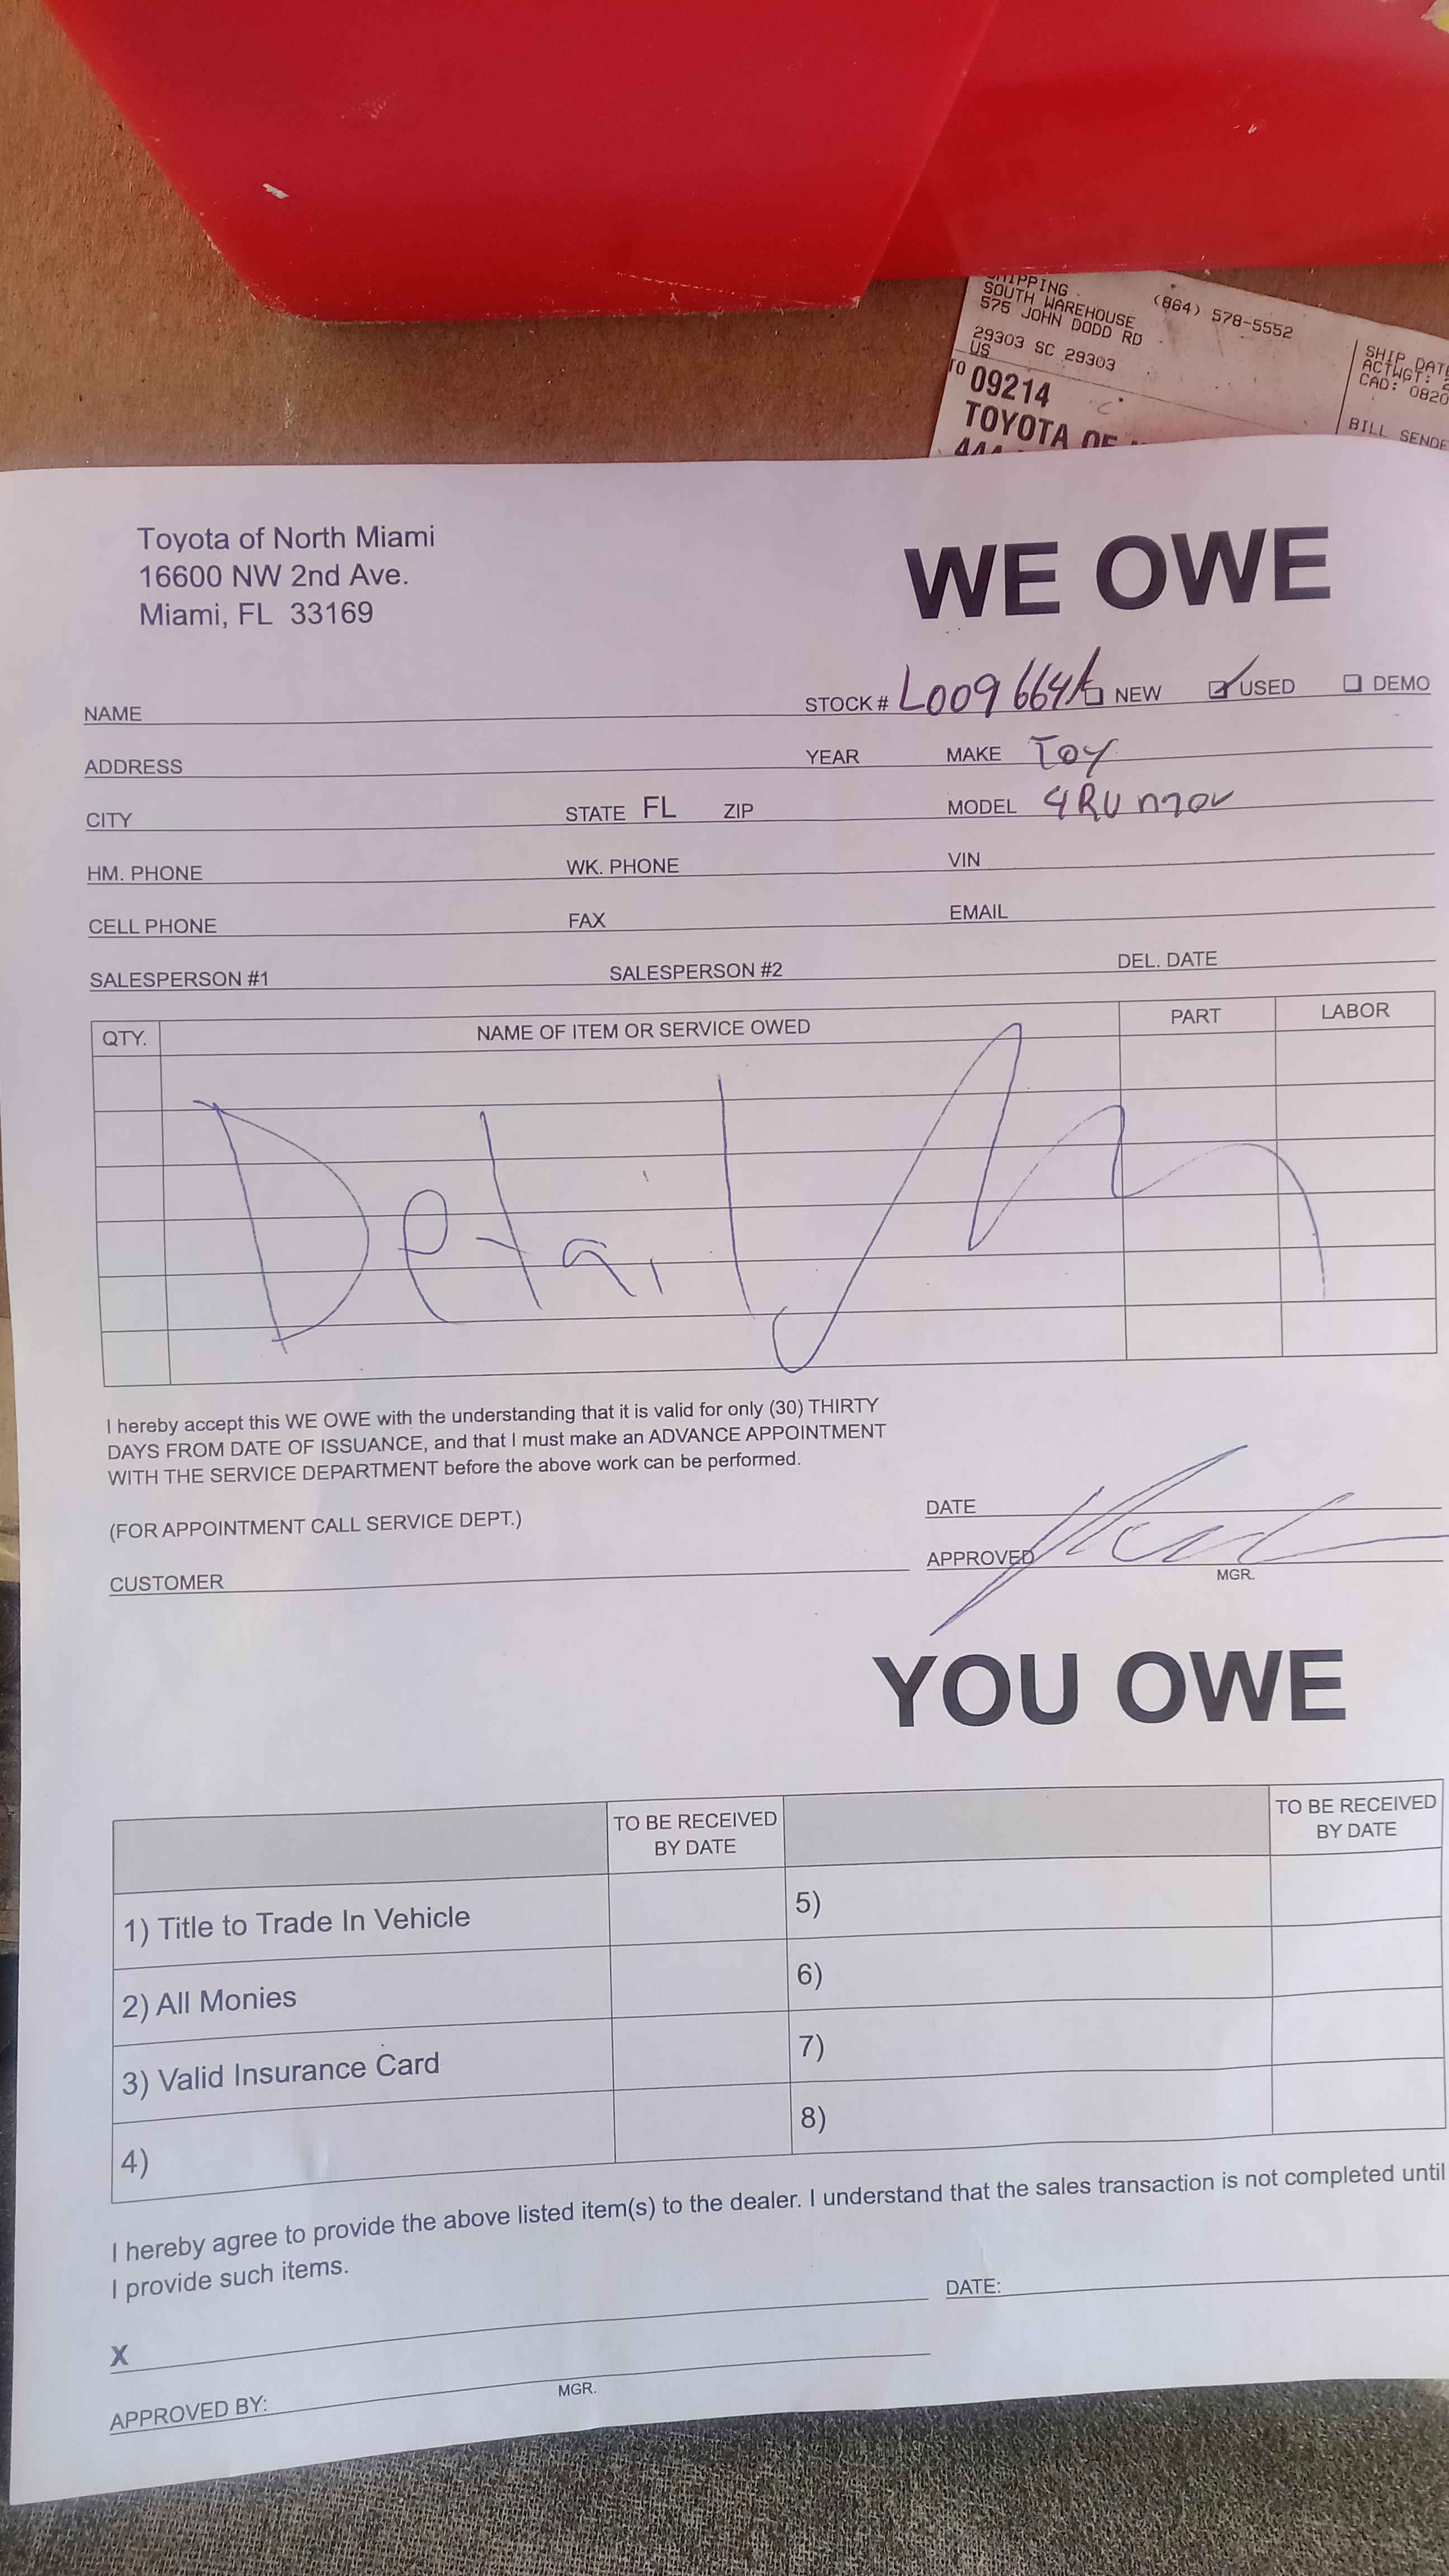 SHIPPING
SOUTH WAREHOUSE
575 JOHN DODD RD
(864) 578-5552
29303 SC 29303
US
SHIP DATE
ACTWGT: 2
CAD: 0820
BILL SENDE
TO 09214
TOYOTA OF
Toyota of North Miami
16600 NW 2nd Ave.
Miami, FL 33169
WE OWE
NAME STOCK # L009664A NEW USED DEMO
ADDRESS YEAR MAKE TOY
CITY STATE FL ZIP MODEL 4RUnner
HM. PHONE WK. PHONE VIN
CELL PHONE FAX EMAIL
SALESPERSON #1 SALESPERSON #2 DEL. DATE
QTY. NAME OF ITEM OR SERVICE OWED PART LABOR
Detail
I hereby accept this WE OWE with the understanding that it is valid for only (30) THIRTY
DAYS FROM DATE OF ISSUANCE, and that I must make an ADVANCE APPOINTMENT
WITH THE SERVICE DEPARTMENT before the above work can be performed.
(FOR APPOINTMENT CALL SERVICE DEPT.)
DATE
CUSTOMER APPROVED
MGR.
YOU OWE
TO BE RECEIVED BY DATE TO BE RECEIVED BY DATE
1) Title to Trade In Vehicle 5)
2) All Monies 6)
3) Valid Insurance Card 7)
4) 8)
I hereby agree to provide the above listed item(s) to the dealer. I understand that the sales transaction is not completed until
I provide such items.
X DATE:
APPROVED BY: MGR.